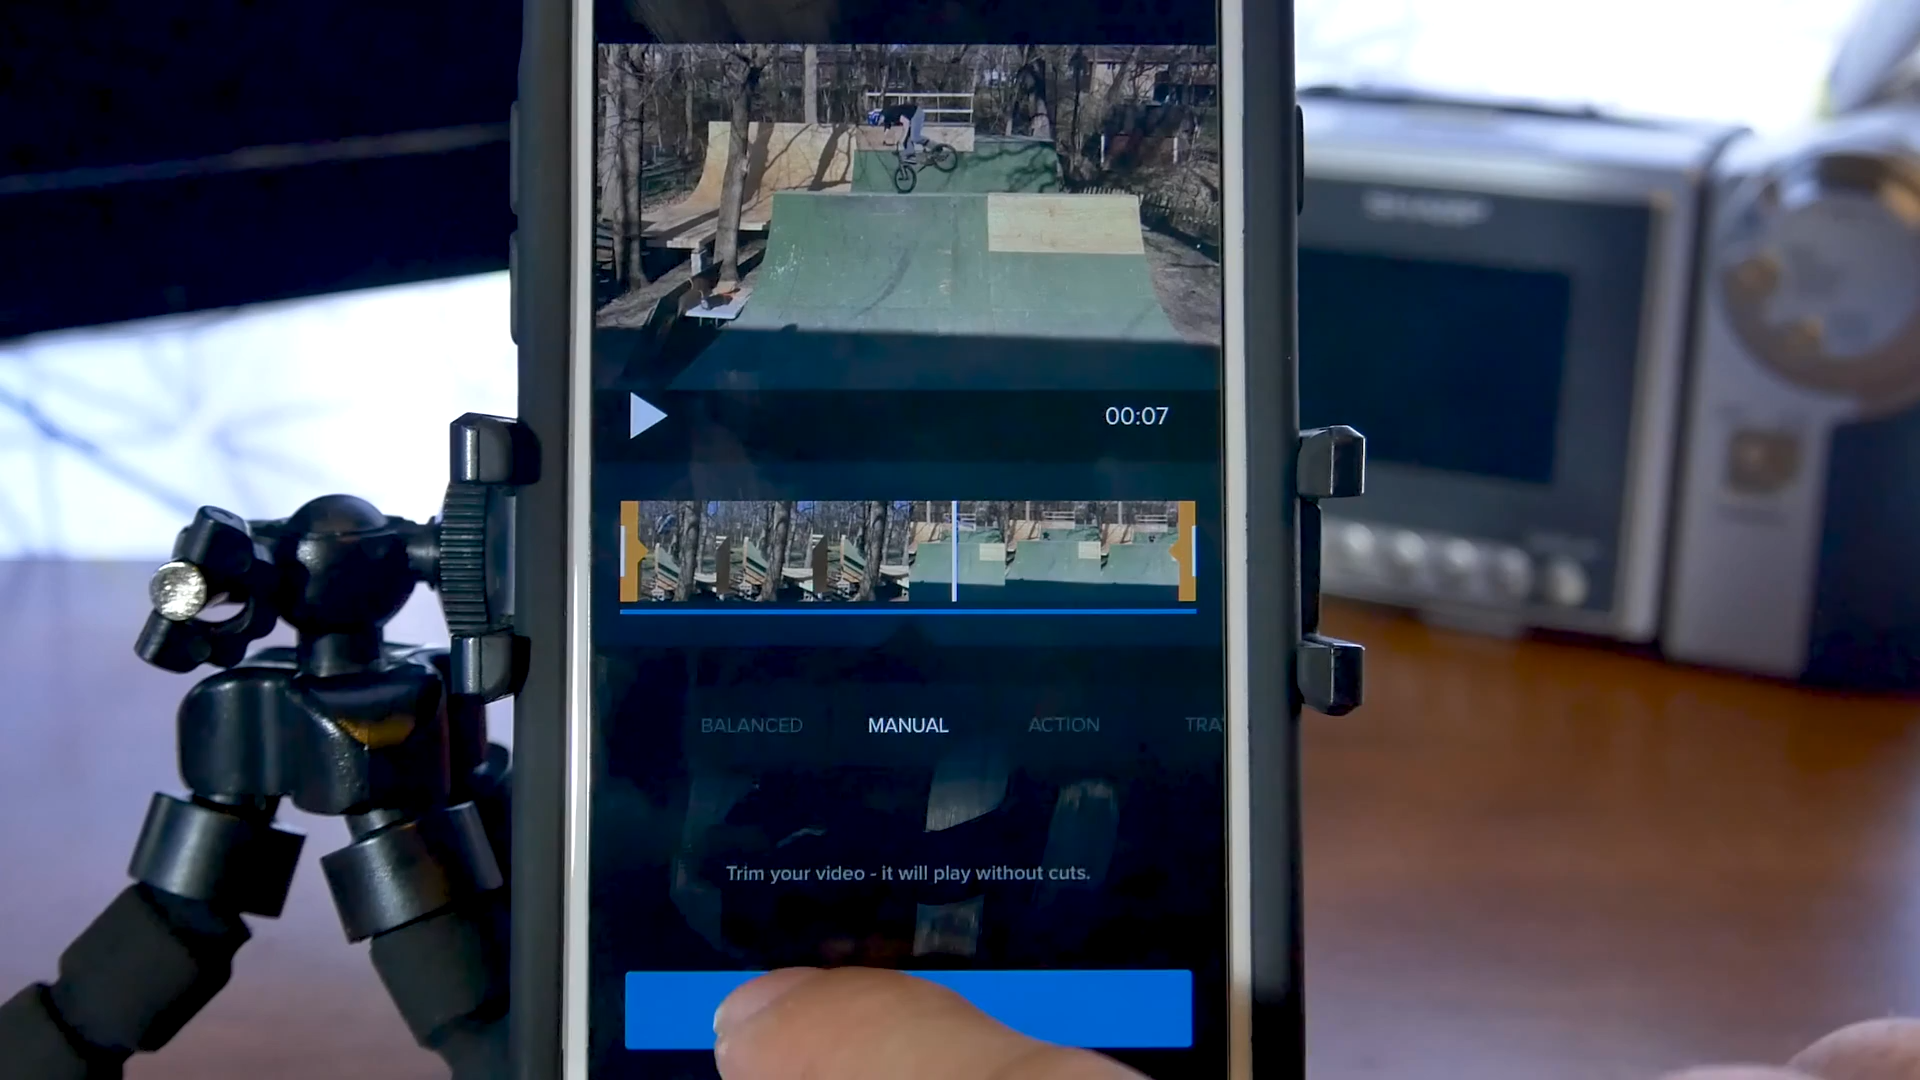 00:07
BALANCED MANUAL ACTION TRA
Trim your video - it will play without cuts.